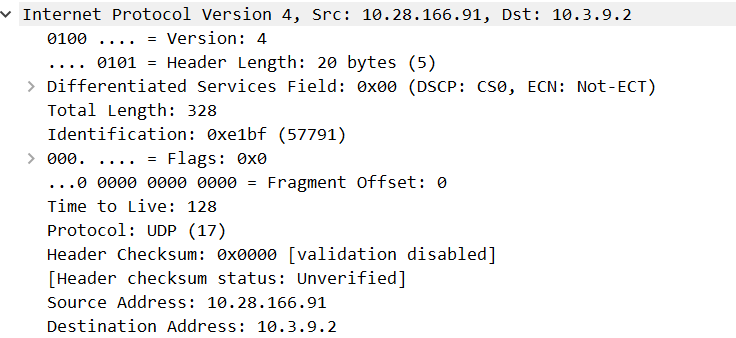 Internet Protocol Version 4, Src: 10.28.166.91, Dst: 10.3.9.2
0100 .... = Version: 4
.... 0101 = Header Length: 20 bytes (5)
Differentiated Services Field: 0x00 (DSCP: CS0, ECN: Not-ECT)
Total Length: 328
Identification: 0xe1bf (57791)
000. .... = Flags: 0x0
...0 0000 0000 0000 = Fragment Offset: 0
Time to Live: 128
Protocol: UDP (17)
Header Checksum: 0x0000 [validation disabled]
[Header checksum status: Unverified]
Source Address: 10.28.166.91
Destination Address: 10.3.9.2